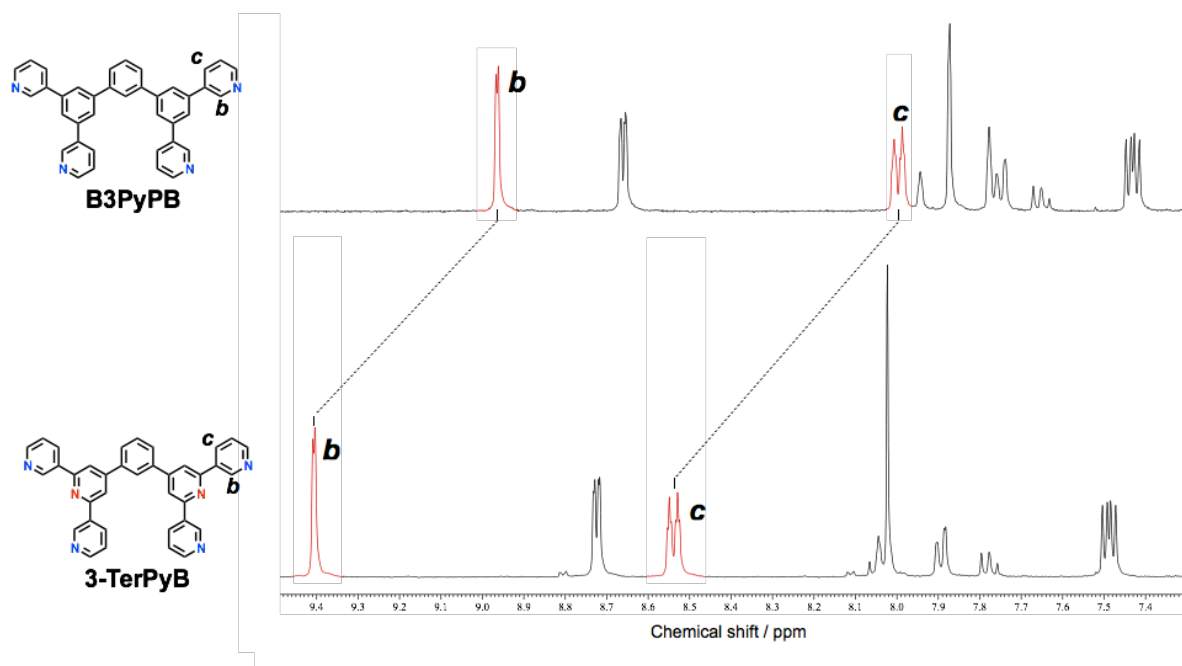 c
N N
b
N N
B3PyPB
b
c
c
N N
N N b
N N
3-TerPyB
b
c
9.4 9.3 9.2 9.1 9.0 8.9 8.8 8.7 8.6 8.5 8.4 8.3 8.2 8.1 8.0 7.9 7.8 7.7 7.6 7.5 7.4
Chemical shift / ppm